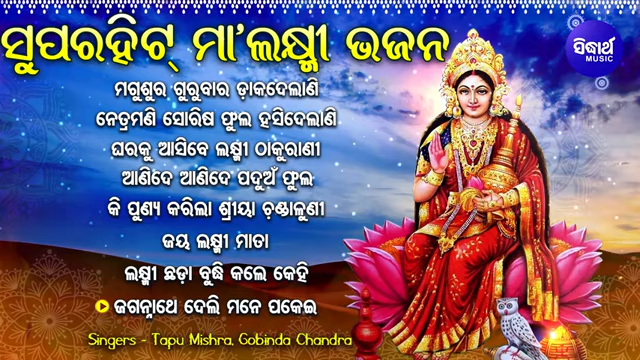 ସୁପରହିଟ୍ ମା'ଲକ୍ଷ୍ମୀ ଭଜନ
ସିଦ୍ଧାର୍ଥ
MUSIC
ମଗୁଶୁର ଗୁରୁବାର ଡ଼ାକଦେଲାଣି
ନେତ୍ରମଣି ସୋରିଷ ଫୁଲ ହସିଦେଲାଣି
ଘରକୁ ଆସିବେ ଲକ୍ଷ୍ମୀ ଠାକୁରାଣୀ
ଆଣିଦେ ଆଣିଦେ ପଦୁଅଁ ଫୁଲ
କି ପୁଣ୍ୟ କରିଲା ଶ୍ରୀୟା ଚ଼ଣ୍ଡାଳୁଣୀ
ଜୟ ଲକ୍ଷ୍ମୀ ମାତା
ଲକ୍ଷ୍ମୀ ଛଡ଼ା ବୁଦ୍ଧି କଲେ କେହି
ଜଗନ୍ନାଥେ ଦେଲି ମନେ ପକେଇ
Singers - Tapu Mishra, Gobinda Chandra